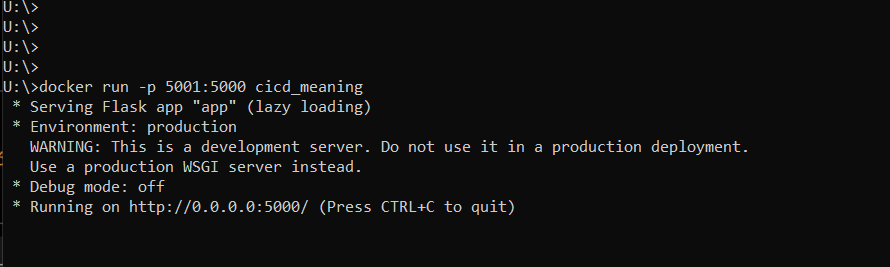 U:\>
U:\>
U:\>
U:\>
U:\>docker run -p 5001:5000 cicd_meaning
 * Serving Flask app "app" (lazy loading)
 * Environment: production
   WARNING: This is a development server. Do not use it in a production deployment.
   Use a production WSGI server instead.
 * Debug mode: off
 * Running on http://0.0.0.0:5000/ (Press CTRL+C to quit)